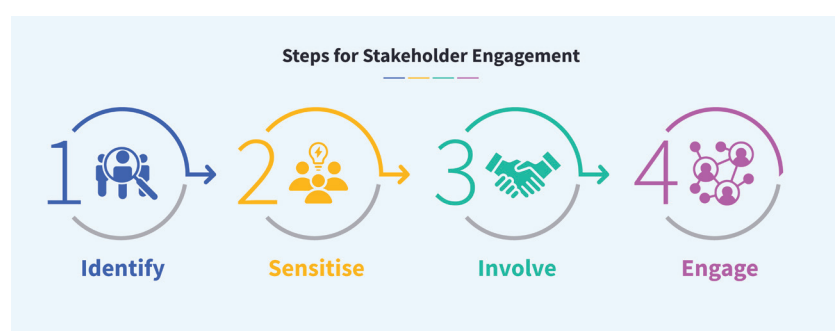 Steps for Stakeholder Engagement
1
2
3
4
Identify
Sensitise
Involve
Engage